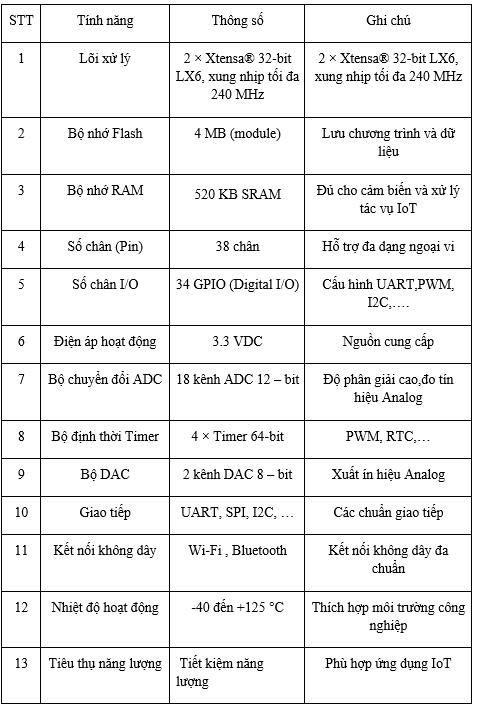 STT Tính năng Thông số Ghi chú
1 Lõi xử lý 2 × Xtensa® 32-bit 2 × Xtensa® 32-bit LX6,
LX6, xung nhịp tối đa xung nhịp tối đa 240 MHz
240 MHz
2 Bộ nhớ Flash 4 MB (module) Lưu chương trình và dữ
liệu
3 Bộ nhớ RAM 520 KB SRAM Đủ cho cảm biến và xử lý
tác vụ IoT
4 Số chân (Pin) 38 chân Hỗ trợ đa dạng ngoại vi
5 Số chân I/O 34 GPIO (Digital I/O) Cấu hình UART,PWM,
I2C,….
6 Điện áp hoạt động 3.3 VDC Nguồn cung cấp
7 Bộ chuyển đổi ADC 18 kênh ADC 12 – bit Độ phân giải cao,đo tín
hiệu Analog
8 Bộ định thời Timer 4 × Timer 64-bit PWM, RTC,…
9 Bộ DAC 2 kênh DAC 8 – bit Xuất ín hiệu Analog
10 Giao tiếp UART, SPI, I2C, … Các chuẩn giao tiếp
11 Kết nối không dây Wi-Fi , Bluetooth Kết nối không dây đa
chuẩn
12 Nhiệt độ hoạt động -40 đến +125 °C Thích hợp môi trường công
nghiệp
13 Tiêu thụ năng lượng Tiết kiệm năng Phù hợp ứng dụng IoT
lượng